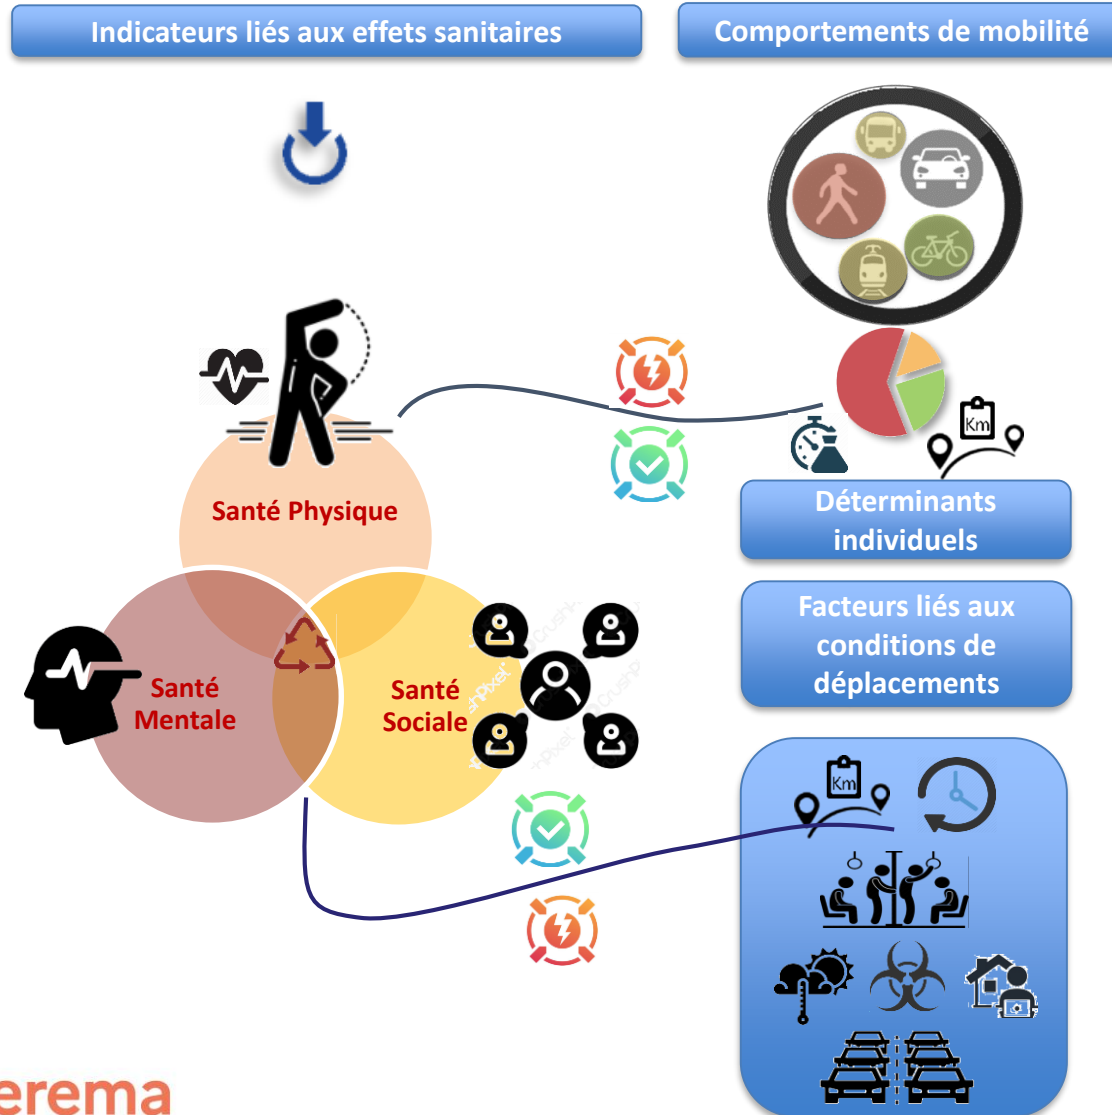 Indicateurs liés aux effets sanitaires
Comportements de mobilité
Km
Santé Physique
Déterminants
individuels
Facteurs liés aux
conditions de
déplacements
Santé
Mentale
Santé
Sociale
Km
erema